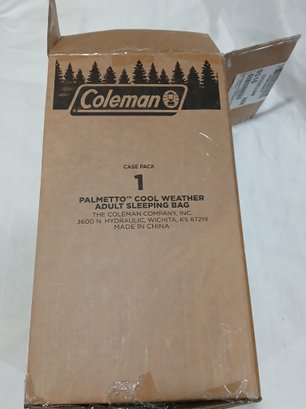 Coleman
CASE PACK
1
PALMETTO™ COOL WEATHER
ADULT SLEEPING BAG
THE COLEMAN COMPANY, INC.
3600 N. HYDRAULIC, WICHITA, KS 67219
MADE IN CHINA